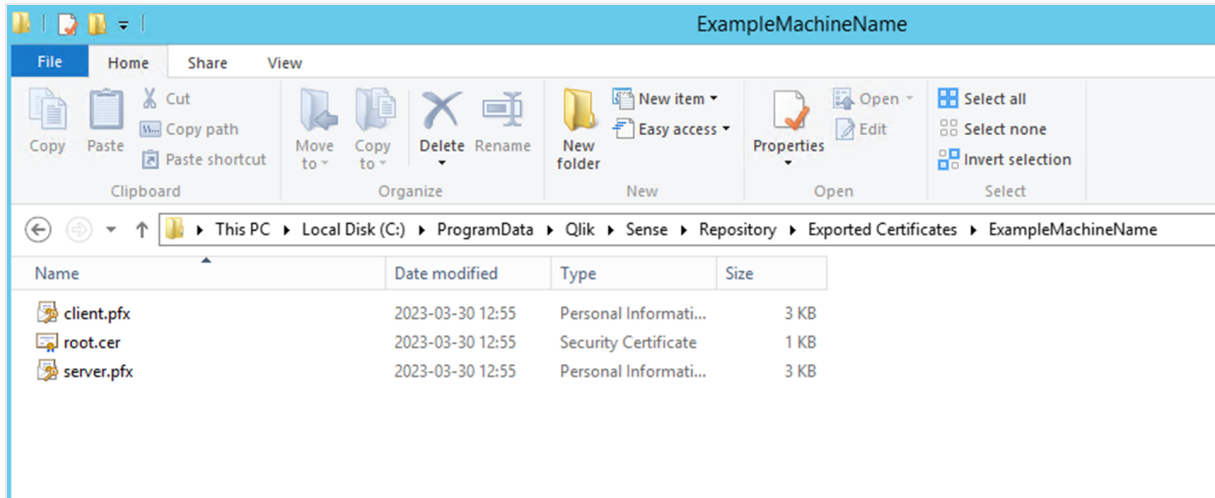 ExampleMachineName
File Home Share View
Copy
Paste
Cut
Copy path
Paste shortcut
Clipboard
Move to
Copy to
Delete
Rename
Organize
New folder
New item
Easy access
New
Properties
Open
Edit
Open
Select all
Select none
Invert selection
Select
This PC Local Disk (C:) ProgramData Qlik Sense Repository Exported Certificates ExampleMachineName
Name Date modified Type Size
client.pfx 2023-03-30 12:55 Personal Informati... 3 KB
root.cer 2023-03-30 12:55 Security Certificate 1 KB
server.pfx 2023-03-30 12:55 Personal Informati... 3 KB